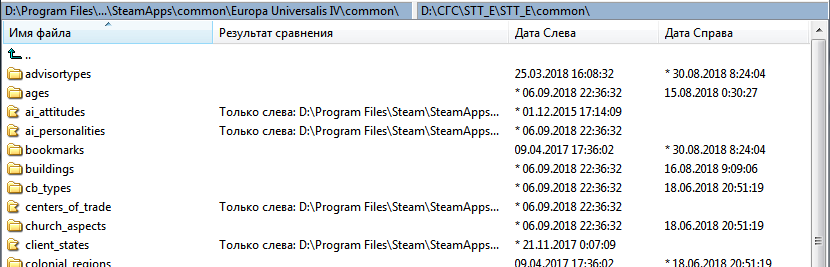 D:\Program Files\...\SteamApps\common\Europa Universalis IV\common\ D:\СГС\STT_E\STT_E\common\
Имя файла Результат сравнения Дата Слева Дата Справа
..
advisortypes 25.03.2018 16:08:32 * 30.08.2018 8:24:04
ages * 06.09.2018 22:36:32 15.08.2018 0:30:27
ai_attitudes Только слева: D:\Program Files\Steam\SteamApps... * 01.12.2015 17:14:09
ai_personalities Только слева: D:\Program Files\Steam\SteamApps... * 06.09.2018 22:36:32
bookmarks 09.04.2017 17:36:02 * 30.08.2018 8:24:04
buildings * 06.09.2018 22:36:32 16.08.2018 9:09:06
cb_types * 06.09.2018 22:36:32 18.06.2018 20:51:19
centers_of_trade Только слева: D:\Program Files\Steam\SteamApps... * 06.09.2018 22:36:32
church_aspects * 06.09.2018 22:36:32 18.06.2018 20:51:19
client_states Только слева: D:\Program Files\Steam\SteamApps... * 21.11.2017 0:07:09
colonial_regions 09.04.2017 17:36:02 * 18.06.2018 20:51:19